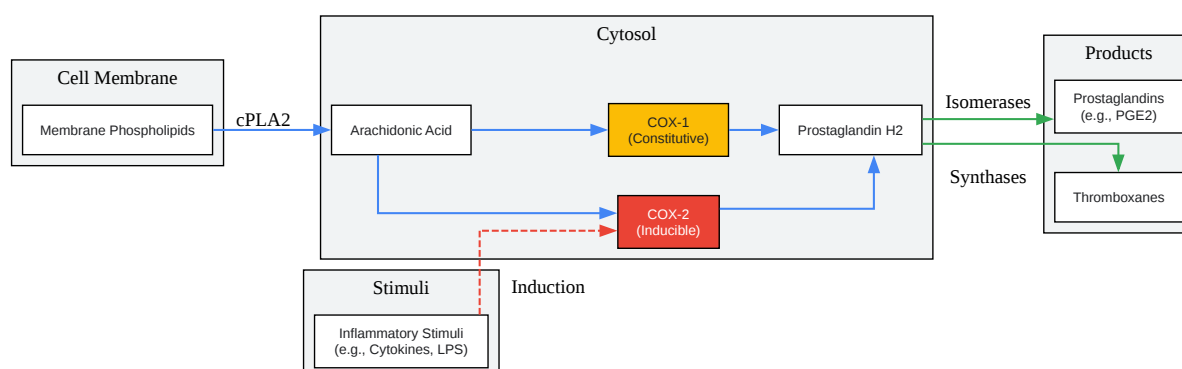 Cell Membrane
Membrane Phospholipids
cPLA2
Cytosol
Arachidonic Acid
COX-1
(Constitutive)
Prostaglandin H2
COX-2
(Inducible)
Stimuli
Inflammatory Stimuli
(e.g., Cytokines, LPS)
Induction
Isomerases
Synthases
Products
Prostaglandins
(e.g., PGE2)
Thromboxanes